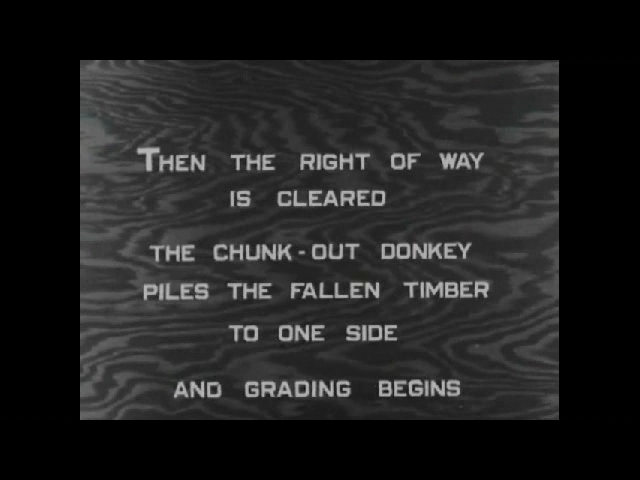 THEN THE RIGHT OF WAY
IS CLEARED
THE CHUNK-OUT DONKEY
PILES THE FALLEN TIMBER
TO ONE SIDE
AND GRADING BEGINS